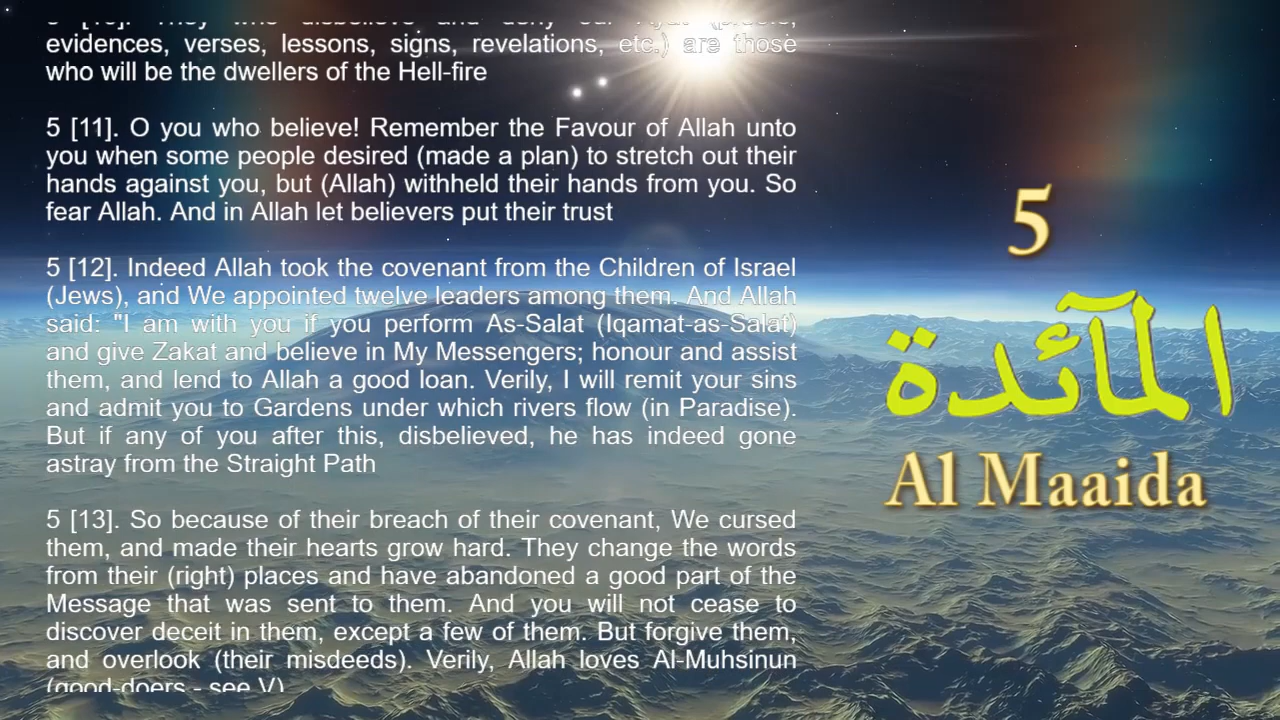 evidences, verses, lessons, signs, revelations, etc.) are those
who will be the dwellers of the Hell-fire
5 [11]. O you who believe! Remember the Favour of Allah unto
you when some people desired (made a plan) to stretch out their
hands against you, but (Allah) withheld their hands from you. So
fear Allah. And in Allah let believers put their trust
5 [12]. Indeed Allah took the covenant from the Children of Israel
(Jews), and We appointed twelve leaders among them. And Allah
said: "I am with you if you perform As-Salat (Iqamat-as-Salat)
and give Zakat and believe in My Messengers; honour and assist
them, and lend to Allah a good loan. Verily, I will remit your sins
and admit you to Gardens under which rivers flow (in Paradise).
But if any of you after this, disbelieved, he has indeed gone
astray from the Straight Path
5 [13]. So because of their breach of their covenant, We cursed
them, and made their hearts grow hard. They change the words
from their (right) places and have abandoned a good part of the
Message that was sent to them. And you will not cease to
discover deceit in them, except a few of them. But forgive them,
and overlook (their misdeeds). Verily, Allah loves Al-Muhsinun
(good-doers - see V)
5
المآئدة
Al Maaida